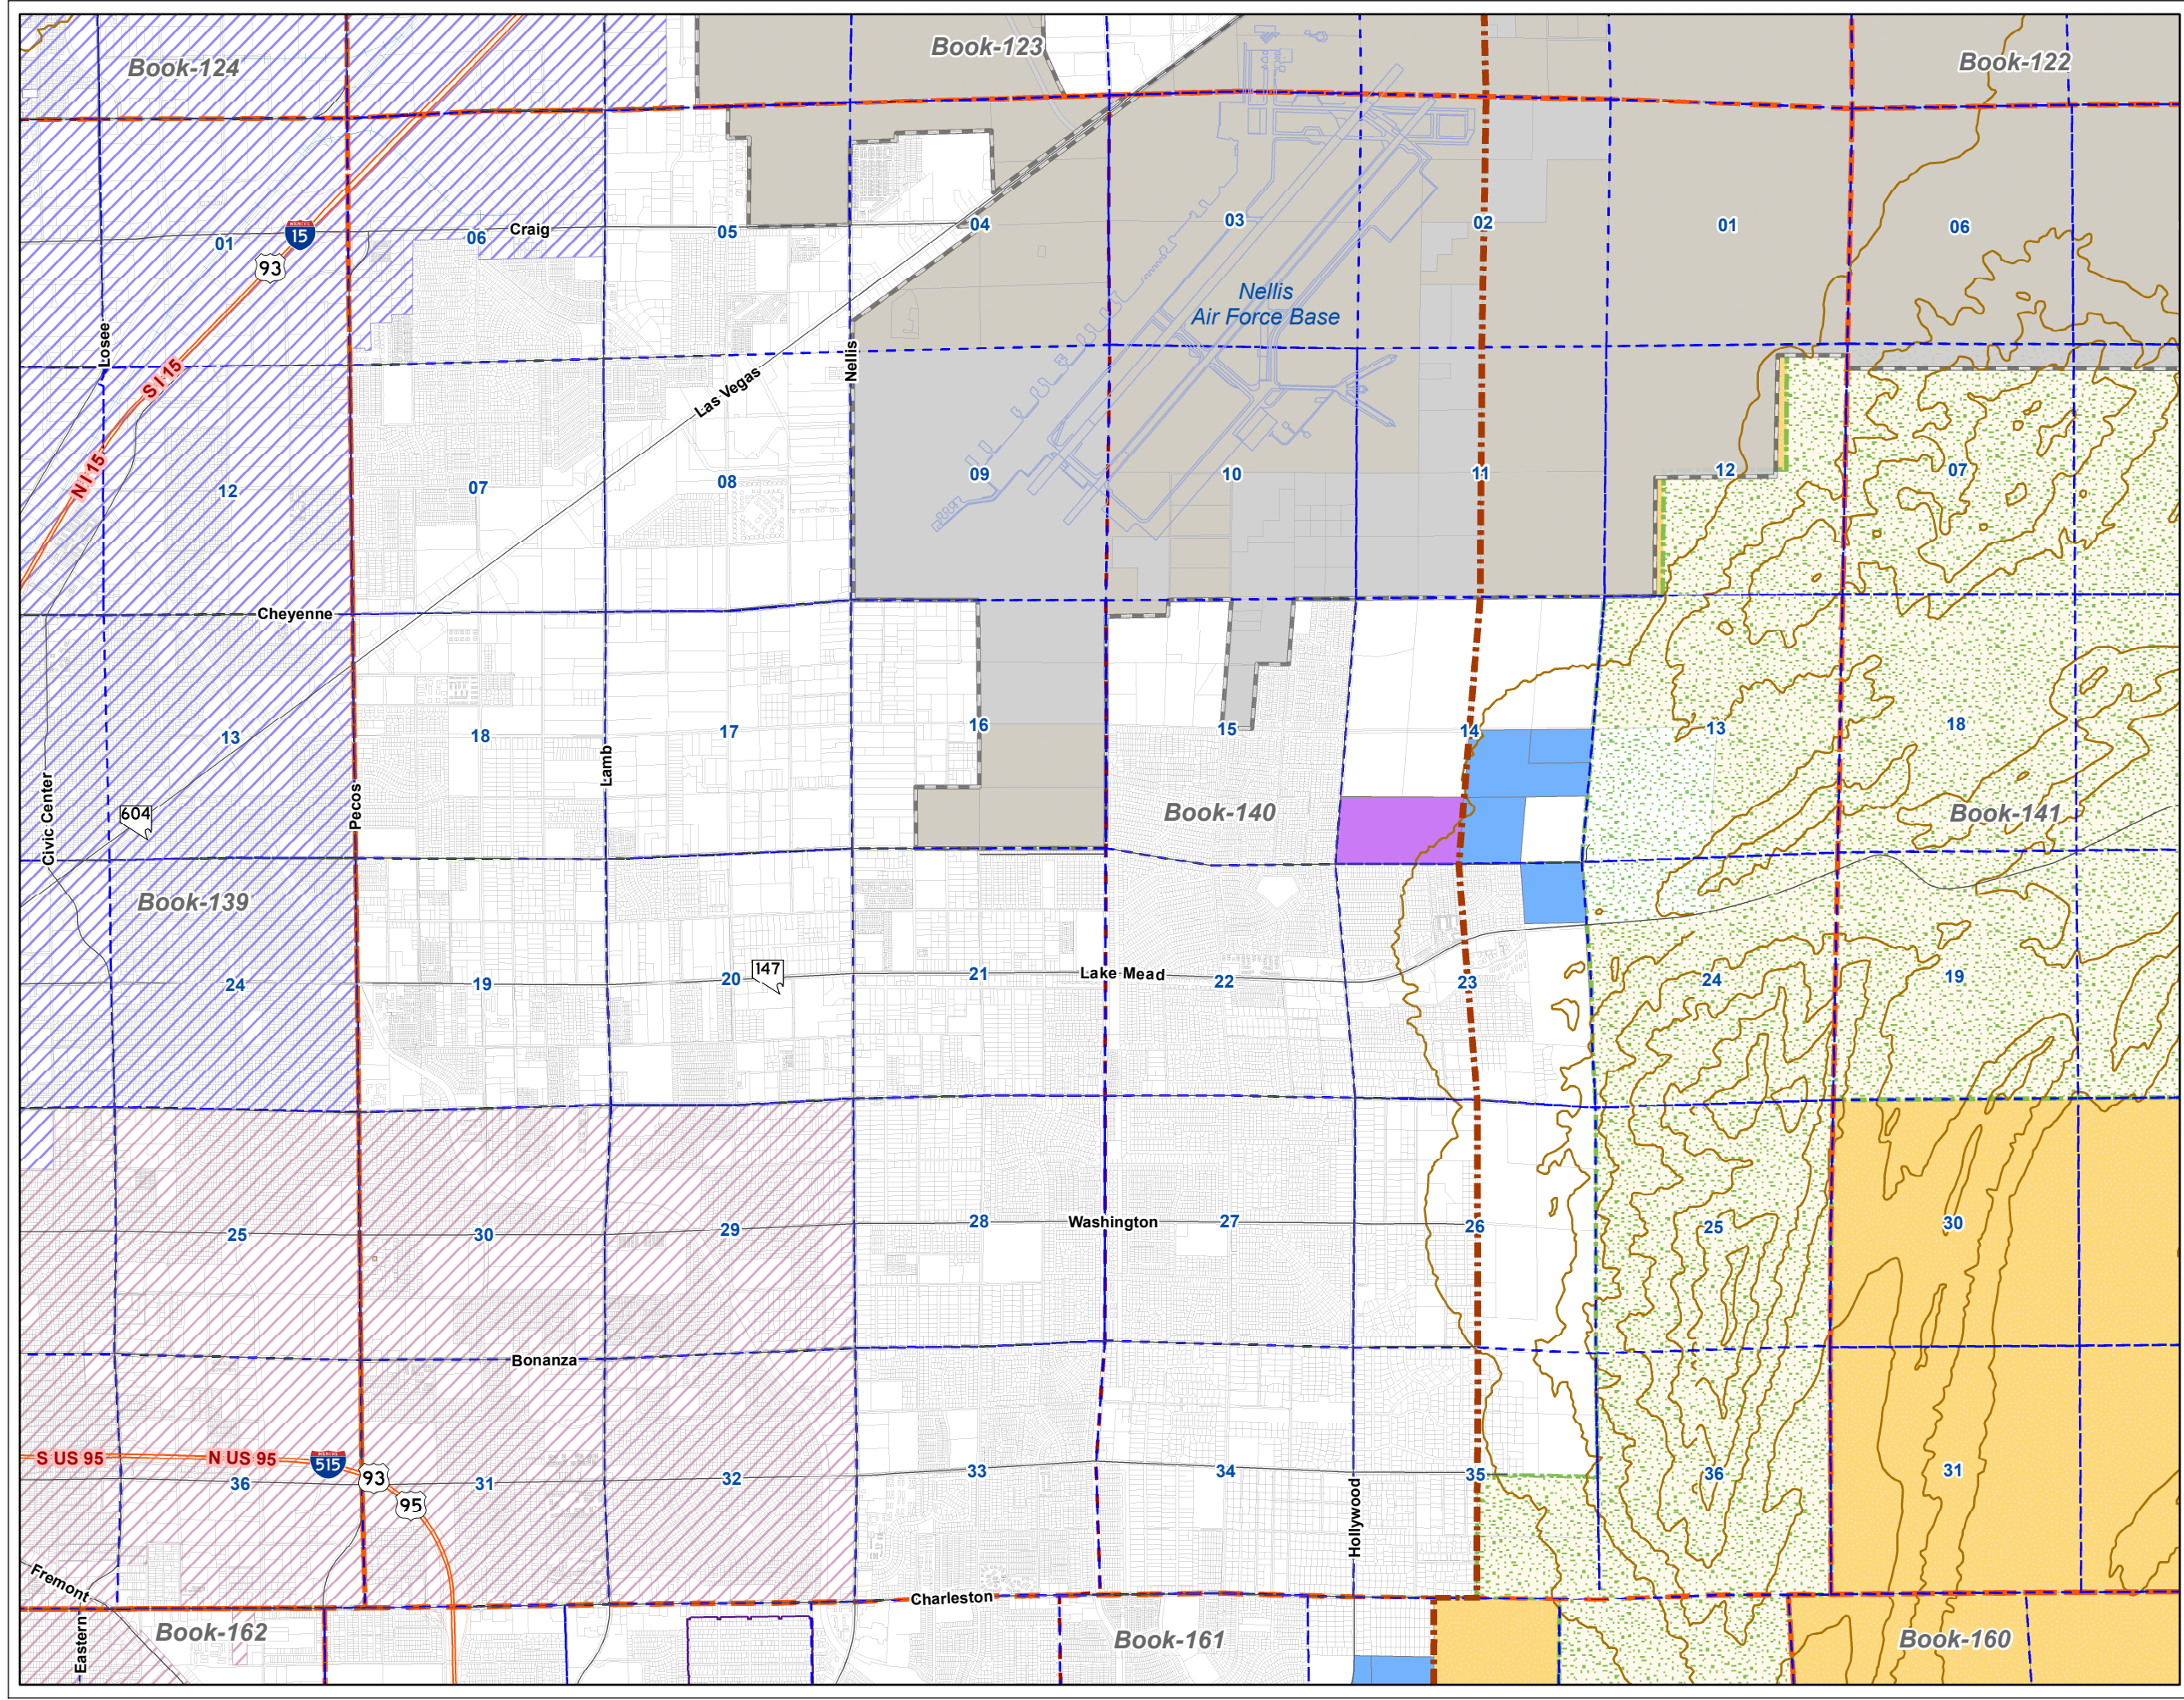 Book-124
Book-123
Book-122
01
INTERSTATE
15
93
06
Craig
05
04
03
02
01
06
Nellis
Air Force Base
Losee
S I 15
N I 15
Las Vegas
Nellis
12
07
08
09
10
11
12
07
Cheyenne
13
18
17
16
15
14
13
18
Civic Center
604
Pecos
Lamb
Book-140
Book-141
Book-139
24
19
20
147
21
Lake Mead
22
23
24
19
25
30
29
28
Washington
27
26
25
30
Bonanza
S US 95
N US 95
515
93
95
36
31
32
33
34
35
36
31
Hollywood
Fremont
Eastern
Charleston
Book-162
Book-161
Book-160